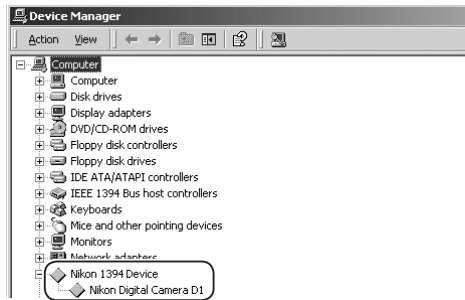 Device Manager
Action View
Computer
Computer
Disk drives
Display adapters
DVD/CD-ROM drives
Floppy disk controllers
Floppy disk drives
IDE ATA/ATAPI controllers
IEEE 1394 Bus host controllers
Keyboards
Mice and other pointing devices
Monitors
Network adapters
Nikon 1394 Device
Nikon Digital Camera D1